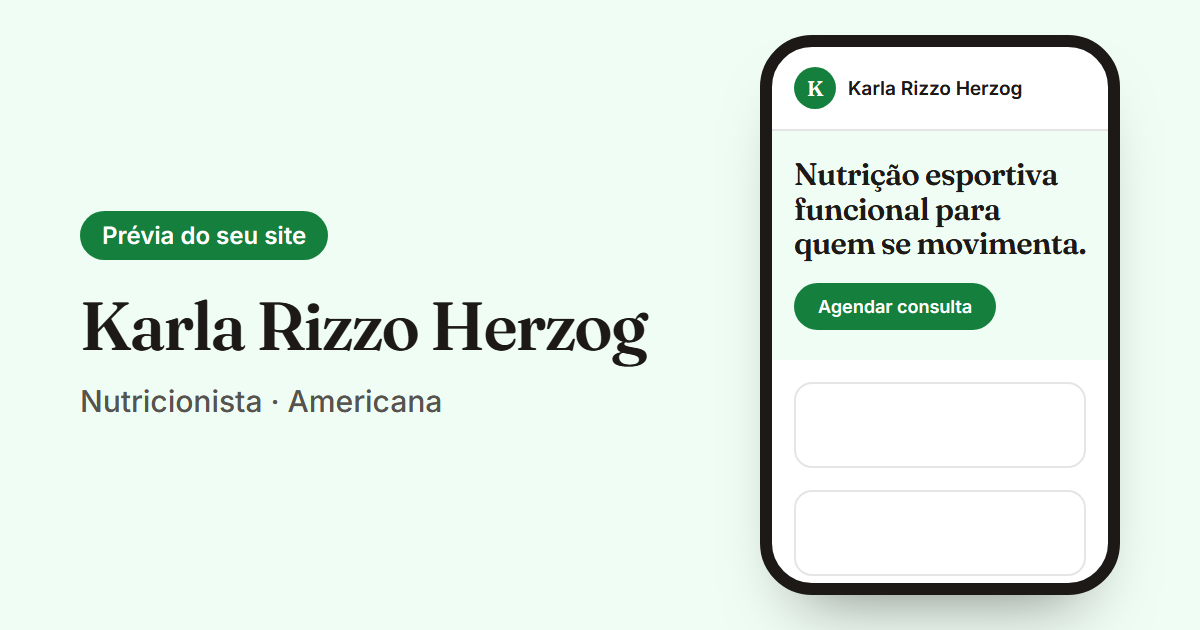 Prévia do seu site
Karla Rizzo Herzog
Nutricionista · Americana
K
Karla Rizzo Herzog
Nutrição esportiva
funcional para
quem se movimenta.
Agendar consulta